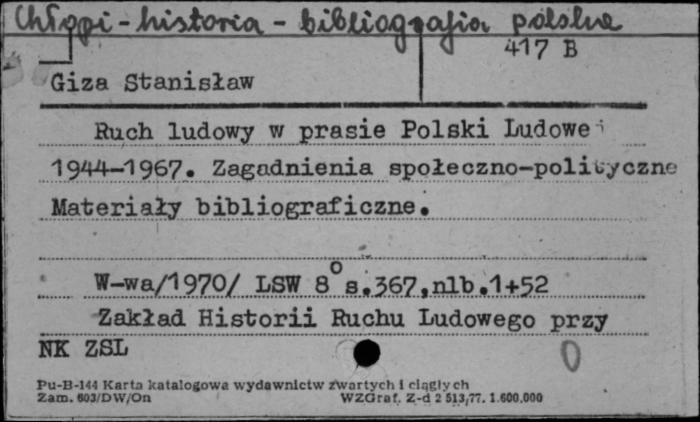 Chłopi - historia - bibliografia polska
417 B
Giza Stanisław
Ruch ludowy w prasie Polski Ludowej
1944-1967. Zagadnienia społeczno-polityczne
Materiały bibliograficzne.
W-wa/1970/ LSW 8° s.367,nlb.1+52
Zakład Historii Ruchu Ludowego przy
NK ZSL
0
Pu-B-144 Karta katalogowa wydawnictw zwartych i ciągłych
Zam. 603/DW/On WZGraf. Z-d 2 513,77. 1.600.000